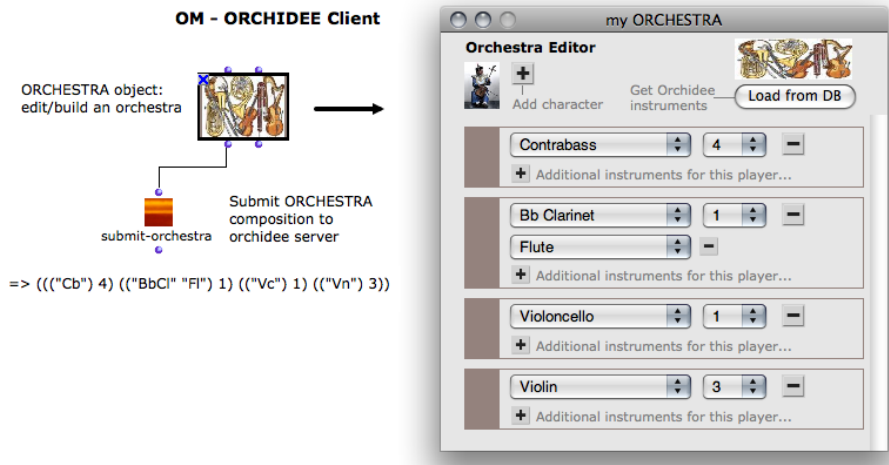 OM - ORCHIDEE Client
ORCHESTRA object:
edit/build an orchestra
submit-orchestra
Submit ORCHESTRA
composition to
orchidee server
=> ((("Cb") 4) (("BbCl" "Fl") 1) (("Vc") 1) (("Vn") 3))
my ORCHESTRA
Orchestra Editor
+
Add character
Get Orchidee
instruments
Load from DB
Contrabass 4 −
+ Additional instruments for this player...
Bb Clarinet 1 −
Flute −
+ Additional instruments for this player...
Violoncello 1 −
+ Additional instruments for this player...
Violin 3 −
+ Additional instruments for this player...